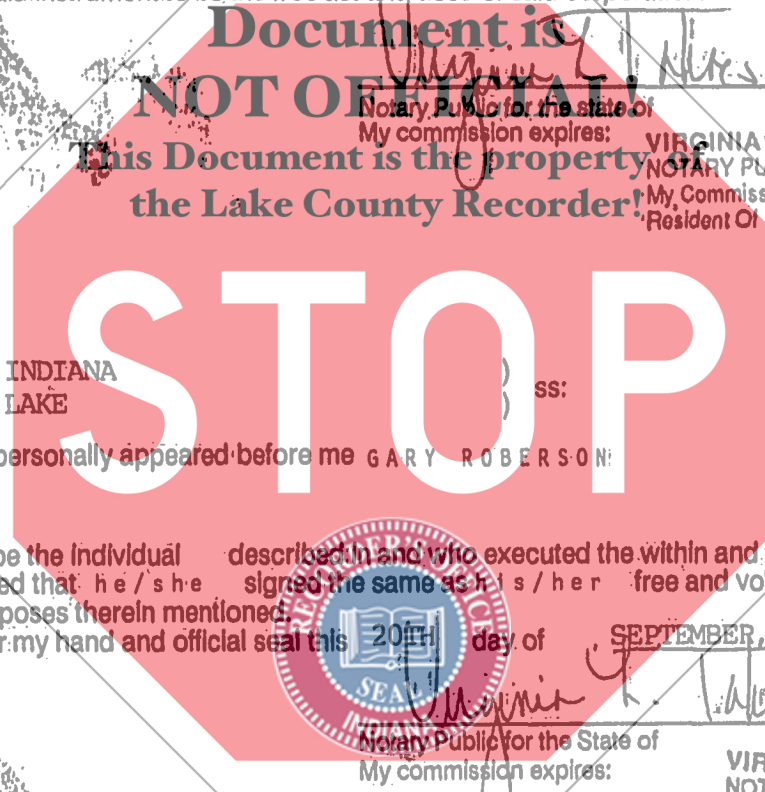 Document is
NOT OFFICIAL!
Notary Public for the state of
My commission expires:
VIRGINIA
This Document is the property of
NOTARY PU
the Lake County Recorder!
My Commiss
Resident Of
STOP
INDIANA )
LAKE ) ss:
personally appeared before me GARY ROBERSON
be the individual described in and who executed the within and
ed that he/she signed the same as his/her free and vo
poses therein mentioned.
r my hand and official seal this 20TH day of SEPTEMBER,
RECORDER'S OFFICE
SEAL
INDIANA
Virginia L.
Notary Public for the State of
My commission expires:
VIR
NOT